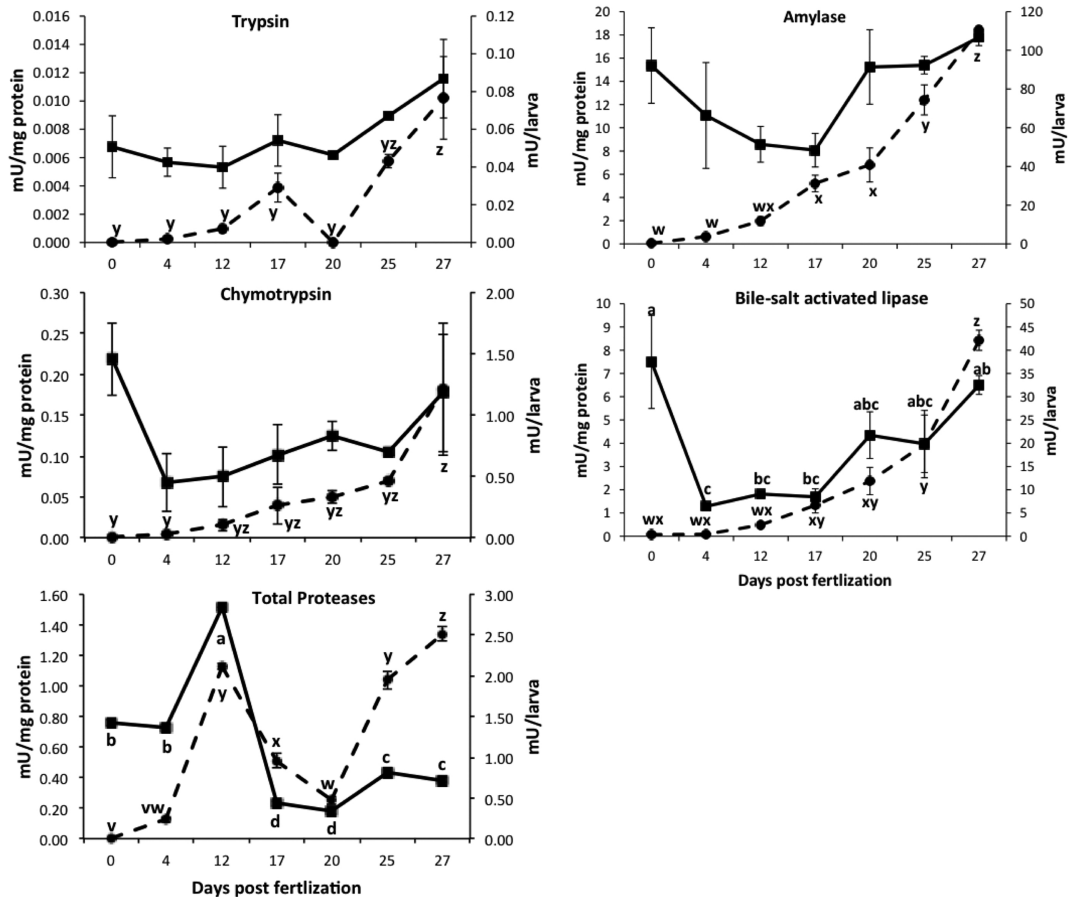 Trypsin
mU/mg protein
0.016
0.014
0.012
0.010
0.008
0.006
0.004
0.002
0.000
0.12
0.10
0.08
0.06
0.04
0.02
0.00
mU/larva
y y y y y yz z
0 4 12 17 20 25 27
Amylase
mU/mg protein
20
18
16
14
12
10
8
6
4
2
0
120
100
80
60
40
20
0
mU/larva
w w wx x x y z
0 4 12 17 20 25 27
Chymotrypsin
mU/mg protein
0.30
0.25
0.20
0.15
0.10
0.05
0.00
2.00
1.50
1.00
0.50
0.00
mU/larva
y y yz yz yz yz z
0 4 12 17 20 25 27
Bile-salt activated lipase
mU/mg protein
10
9
8
7
6
5
4
3
2
1
0
50
45
40
35
30
25
20
15
10
5
0
mU/larva
a c bc bc abc abc ab
wx wx wx xy xy y z
0 4 12 17 20 25 27
Days post fertlization
Total Proteases
mU/mg protein
1.60
1.40
1.20
1.00
0.80
0.60
0.40
0.20
0.00
3.00
2.50
2.00
1.50
1.00
0.50
0.00
mU/larva
b b a d d c c
v vw y x w y z
0 4 12 17 20 25 27
Days post fertlization